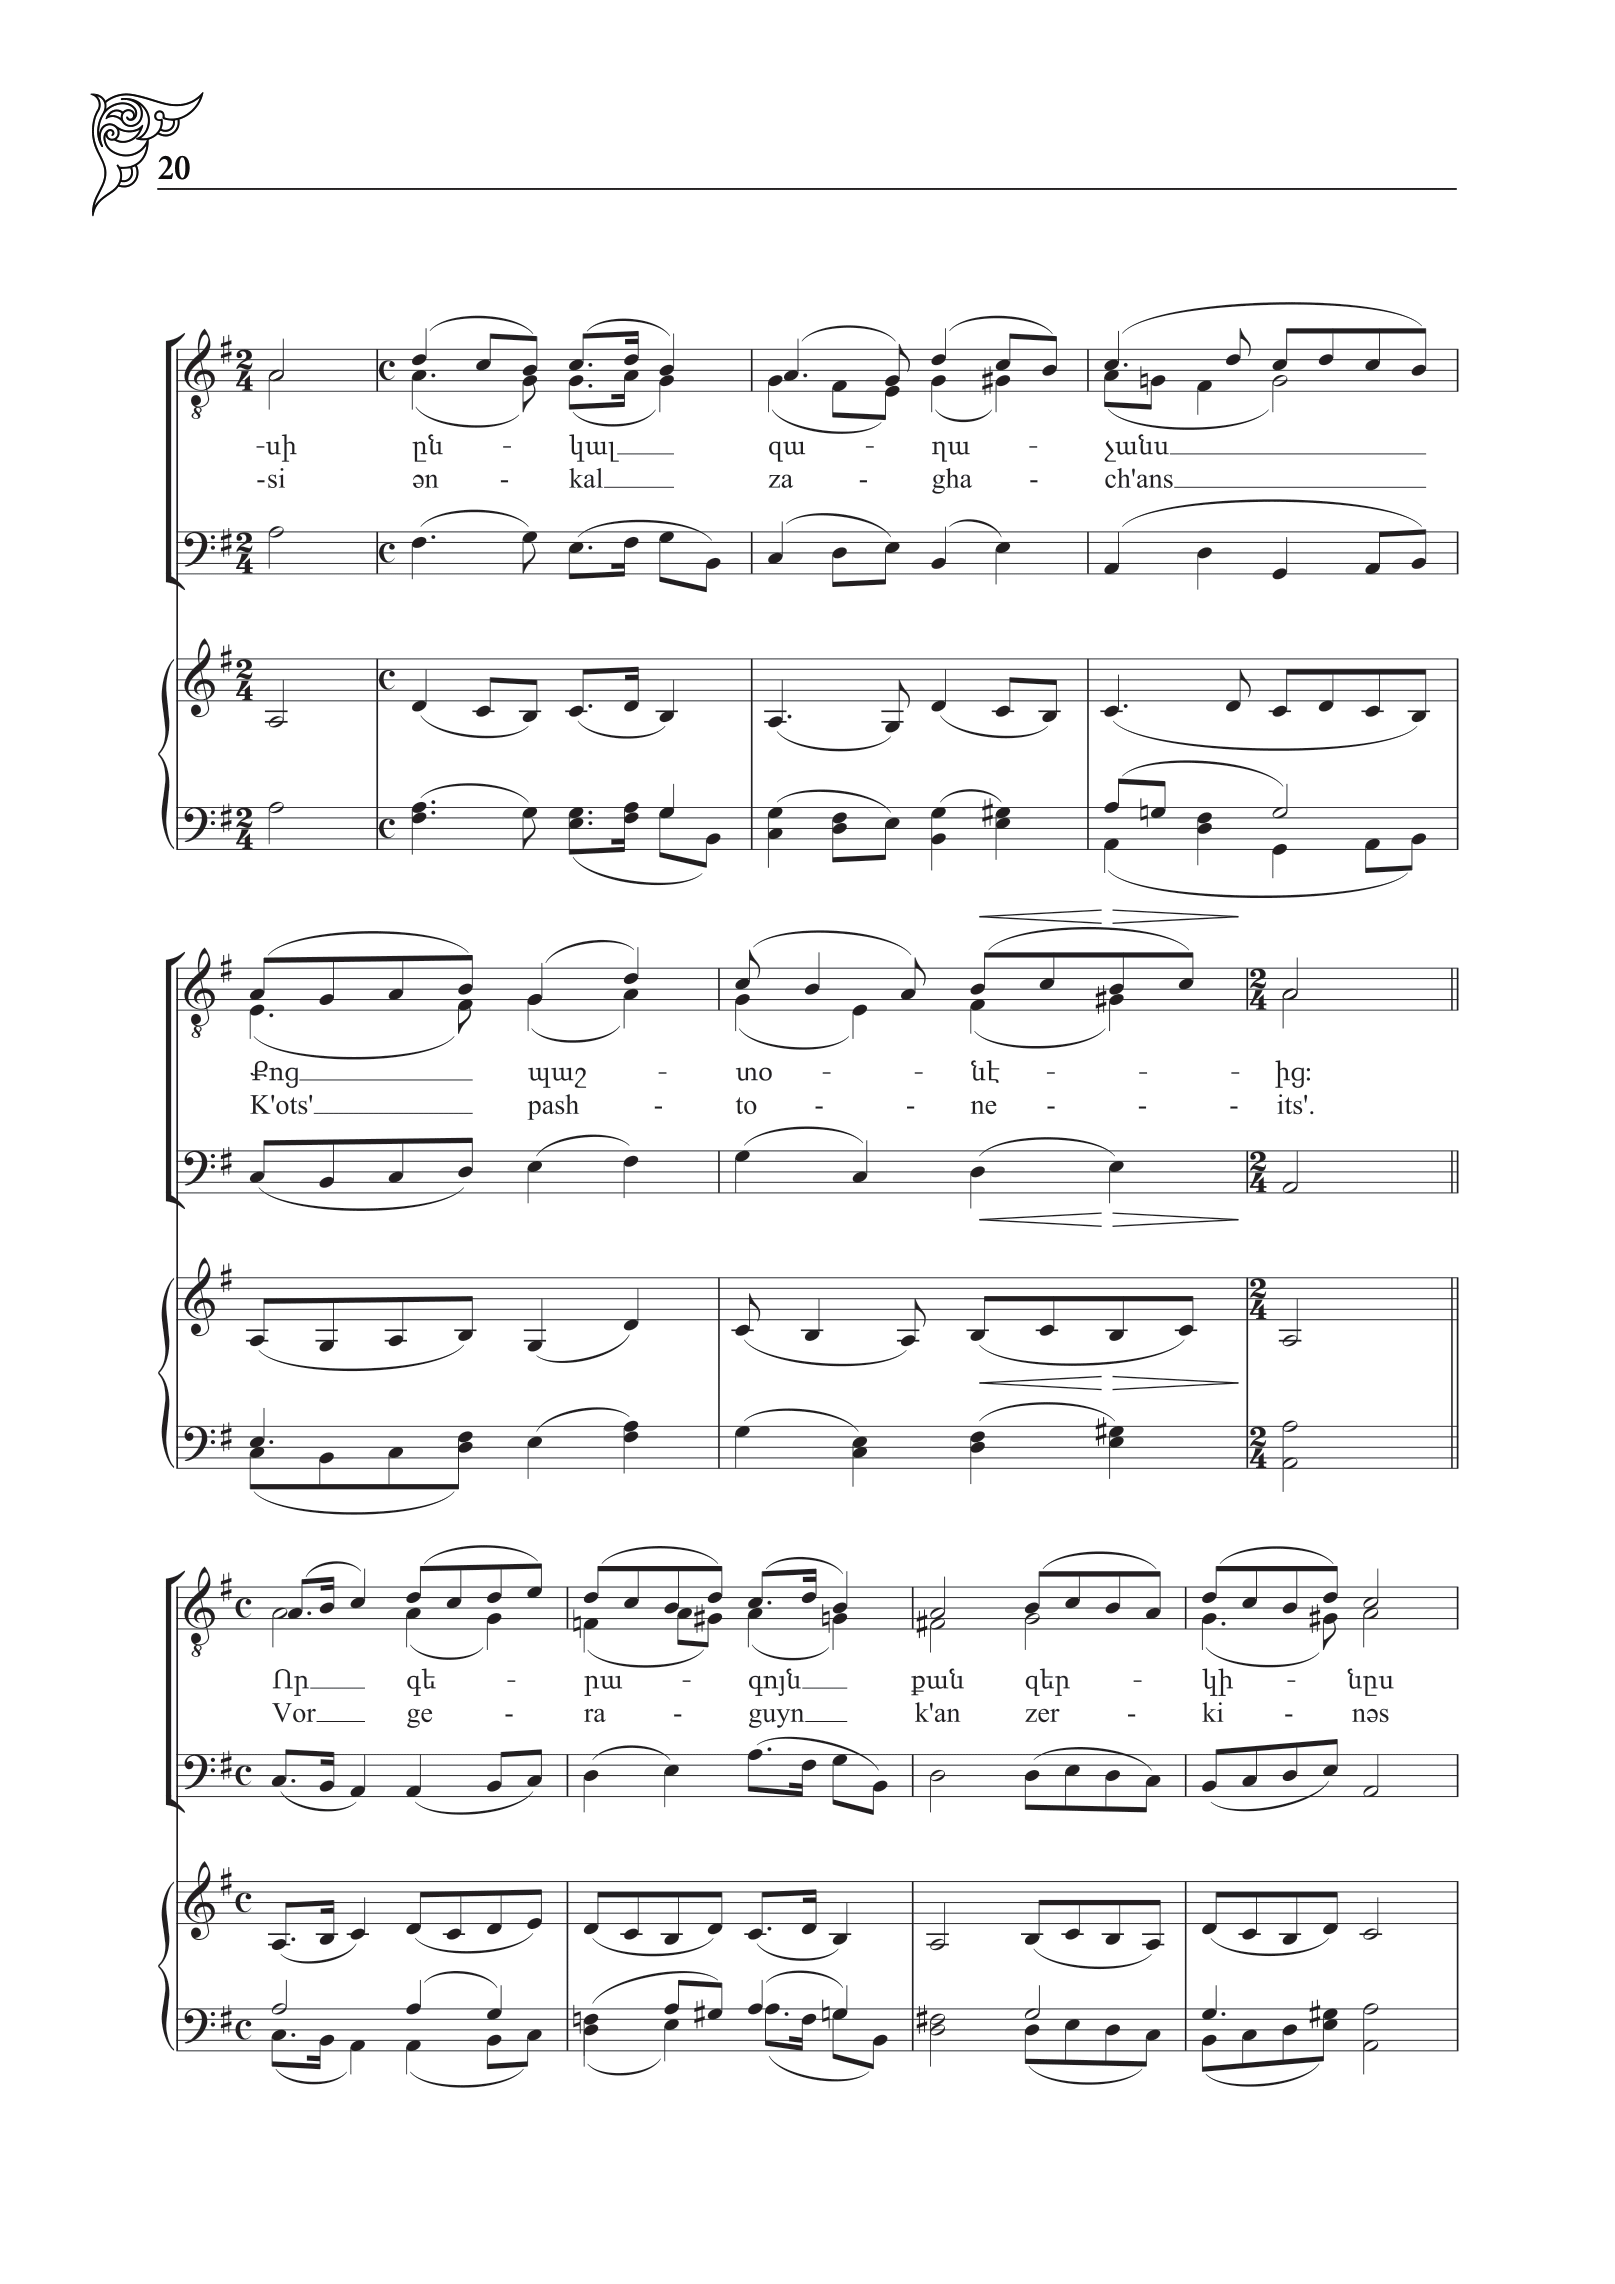 20
-սի ըն - կալ զա - ղա - չանս
-si ən - kal za - gha - ch'ans
Քոց պաշ - տօ - - նէ - - - ից:
K'ots' pash - to - - ne - - - its'.
Որ գե - րա - գոյն քան զեր - կի - նըս
Vor ge - ra - guyn k'an zer - ki - nəs